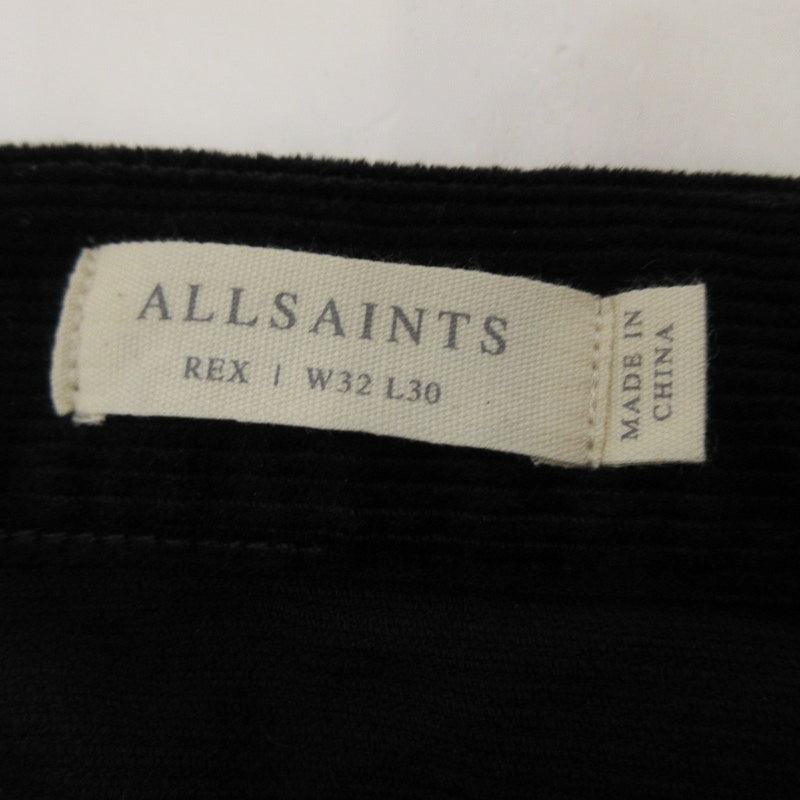 ALLSAINTS
REX | W32 L30
MADE IN
CHINA